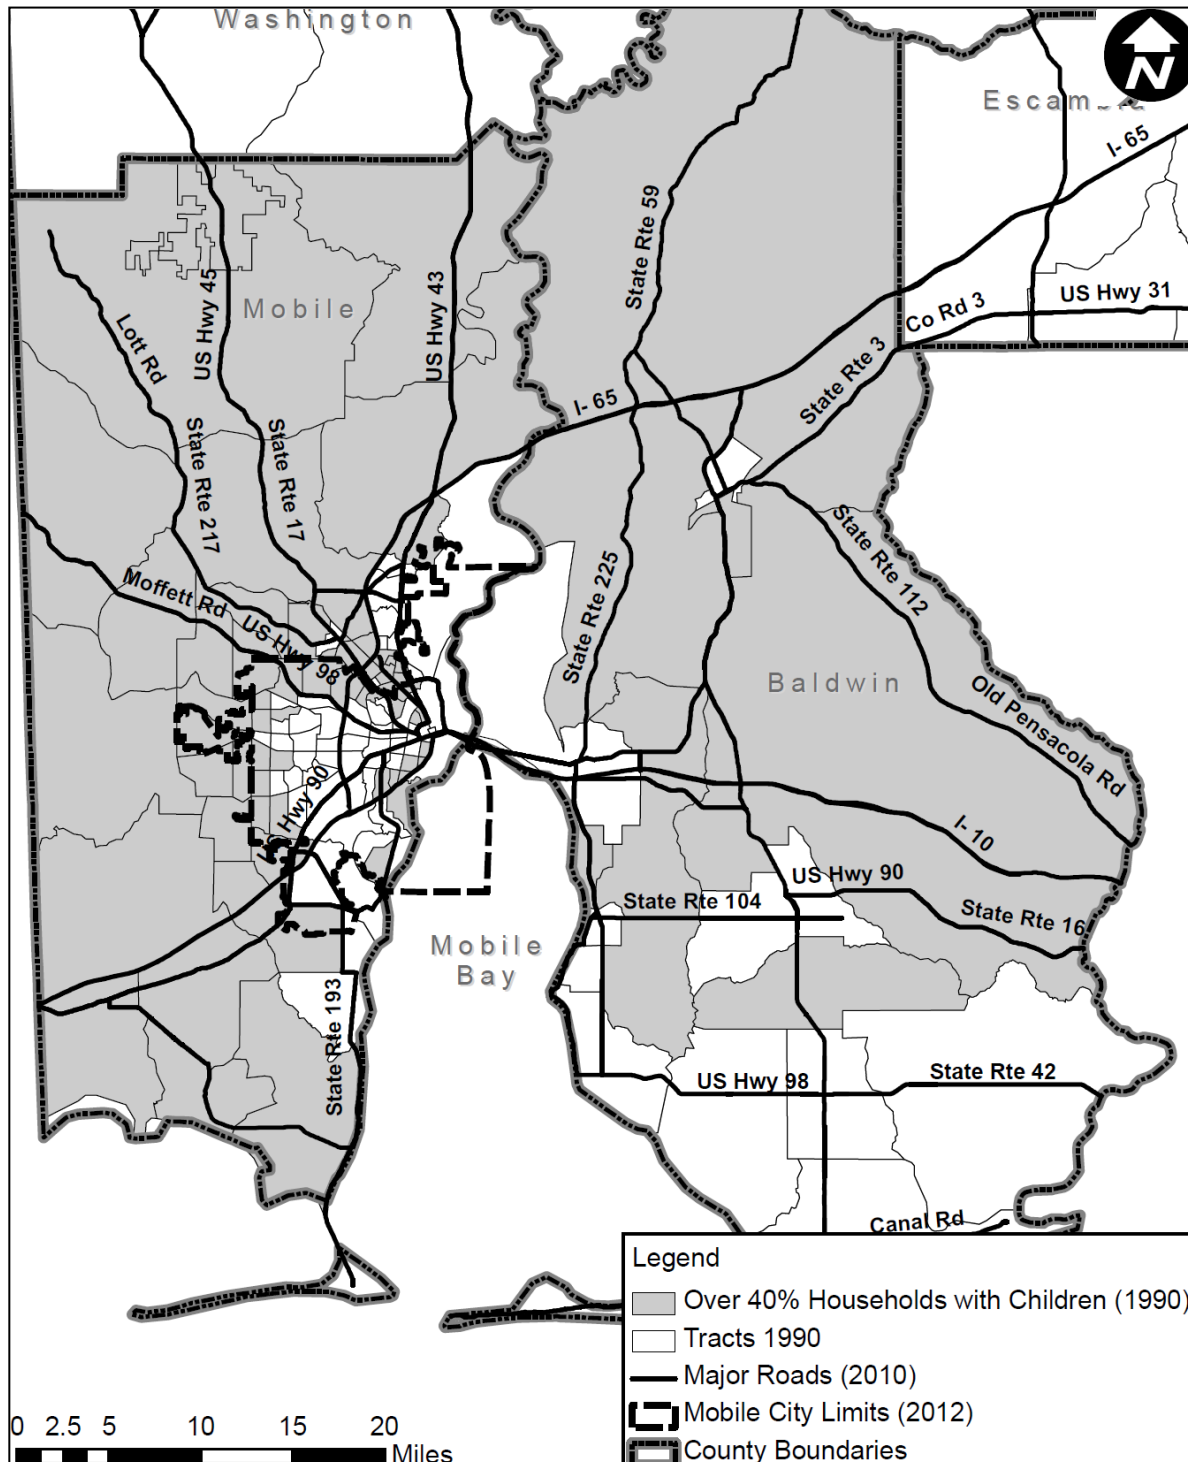 Washington
N
Escambia
I- 65
State Rte 59
US Hwy 45
Mobile
US Hwy 43
Co Rd 3
US Hwy 31
Lott Rd
State Rte 3
I- 65
State Rte 217
State Rte 17
State Rte 112
State Rte 225
Moffett Rd
US Hwy 98
Baldwin
Old Pensacola Rd
US Hwy 90
I- 10
US Hwy 90
State Rte 104
State Rte 16
Mobile
Bay
State Rte 193
US Hwy 98
State Rte 42
Canal Rd
Legend
Over 40% Households with Children (1990)
Tracts 1990
Major Roads (2010)
Mobile City Limits (2012)
County Boundaries
0 2.5 5 10 15 20
Miles